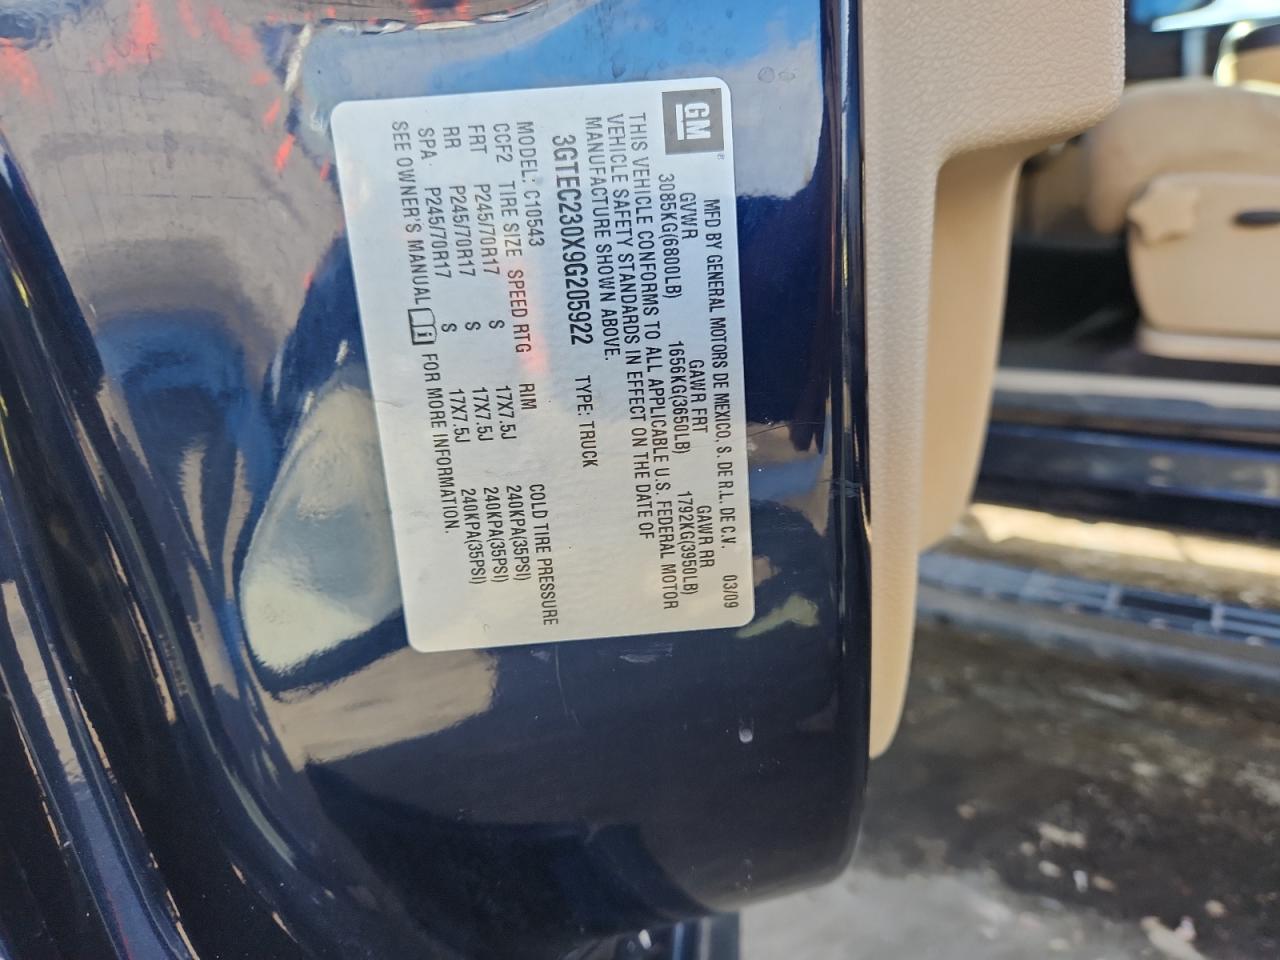 GM
MFD BY GENERAL MOTORS DE MEXICO, S. DE R.L. DE C.V. 03/09
GVWR GAWR FRT GAWR RR
3085KG(6800LB) 1656KG(3650LB) 1792KG(3950LB)
THIS VEHICLE CONFORMS TO ALL APPLICABLE U.S. FEDERAL MOTOR
VEHICLE SAFETY STANDARDS IN EFFECT ON THE DATE OF
MANUFACTURE SHOWN ABOVE.
3GTEC230X9G205922 TYPE: TRUCK
MODEL: C10543
CCF2 TIRE SIZE SPEED RTG RIM COLD TIRE PRESSURE
FRT P245/70R17 S 17X7.5J 240KPA(35PSI)
RR P245/70R17 S 17X7.5J 240KPA(35PSI)
SPA P245/70R17 S 17X7.5J 240KPA(35PSI)
SEE OWNER'S MANUAL i FOR MORE INFORMATION.